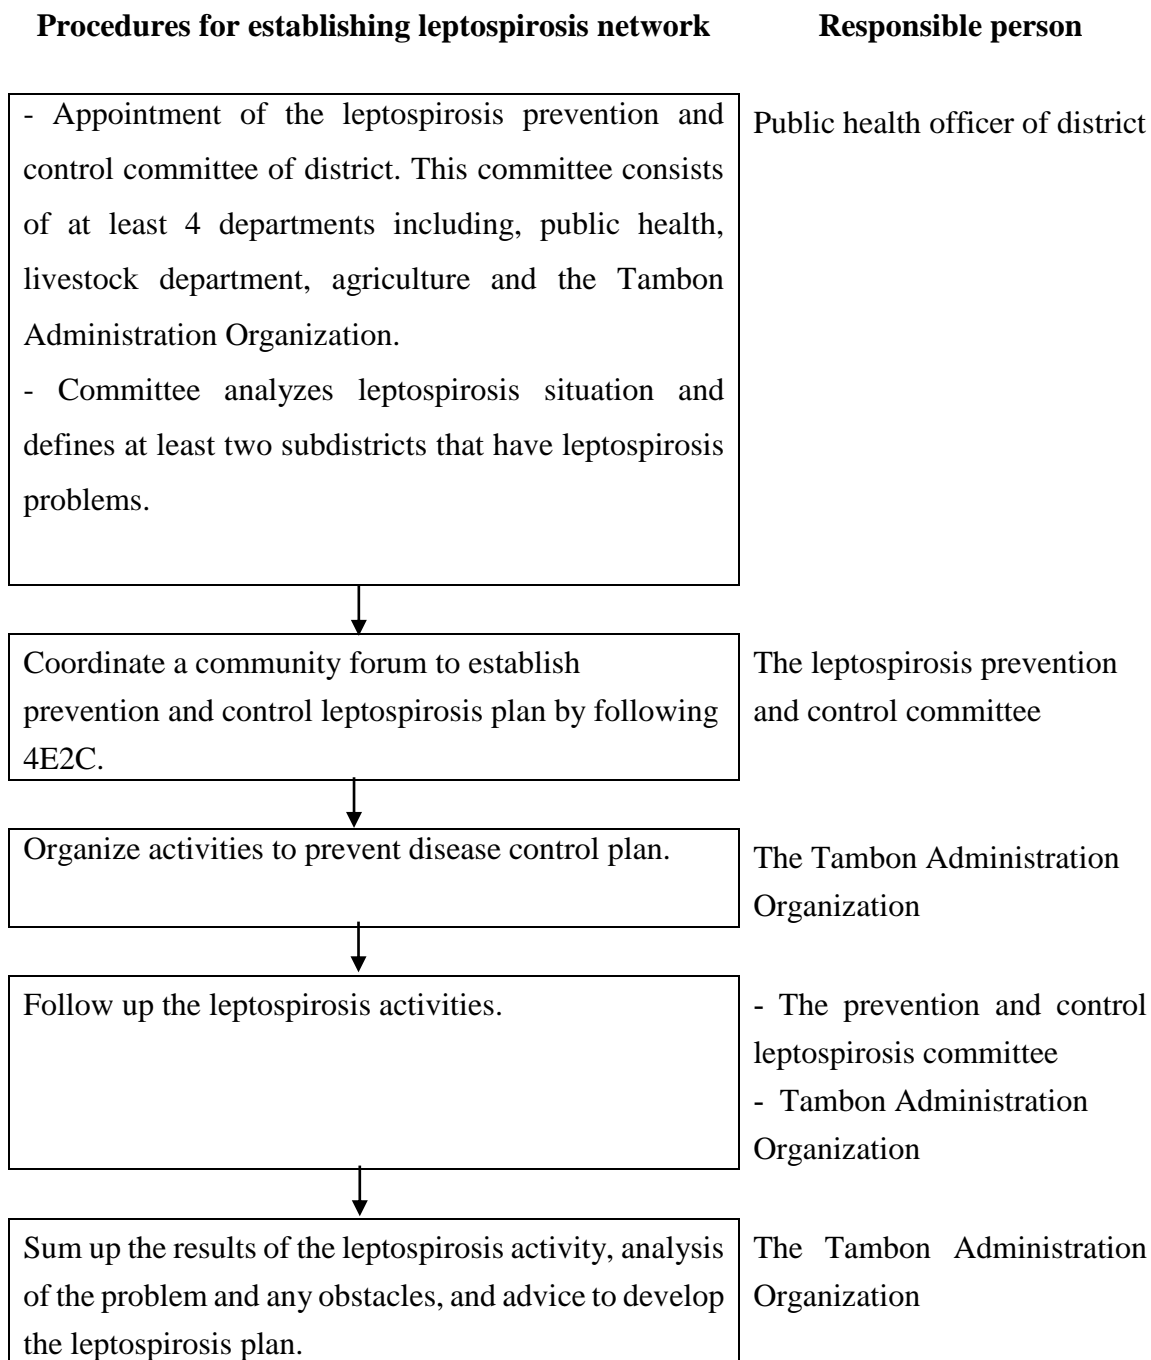 Procedures for establishing leptospirosis network
Responsible person
- Appointment of the leptospirosis prevention and
control committee of district. This committee consists
of at least 4 departments including, public health,
livestock department, agriculture and the Tambon
Administration Organization.
- Committee analyzes leptospirosis situation and
defines at least two subdistricts that have leptospirosis
problems.
Public health officer of district
Coordinate a community forum to establish
prevention and control leptospirosis plan by following
4E2C.
The leptospirosis prevention
and control committee
Organize activities to prevent disease control plan.
The Tambon Administration
Organization
Follow up the leptospirosis activities.
- The prevention and control
leptospirosis committee
- Tambon Administration
Organization
Sum up the results of the leptospirosis activity, analysis
of the problem and any obstacles, and advice to develop
the leptospirosis plan.
The Tambon Administration
Organization